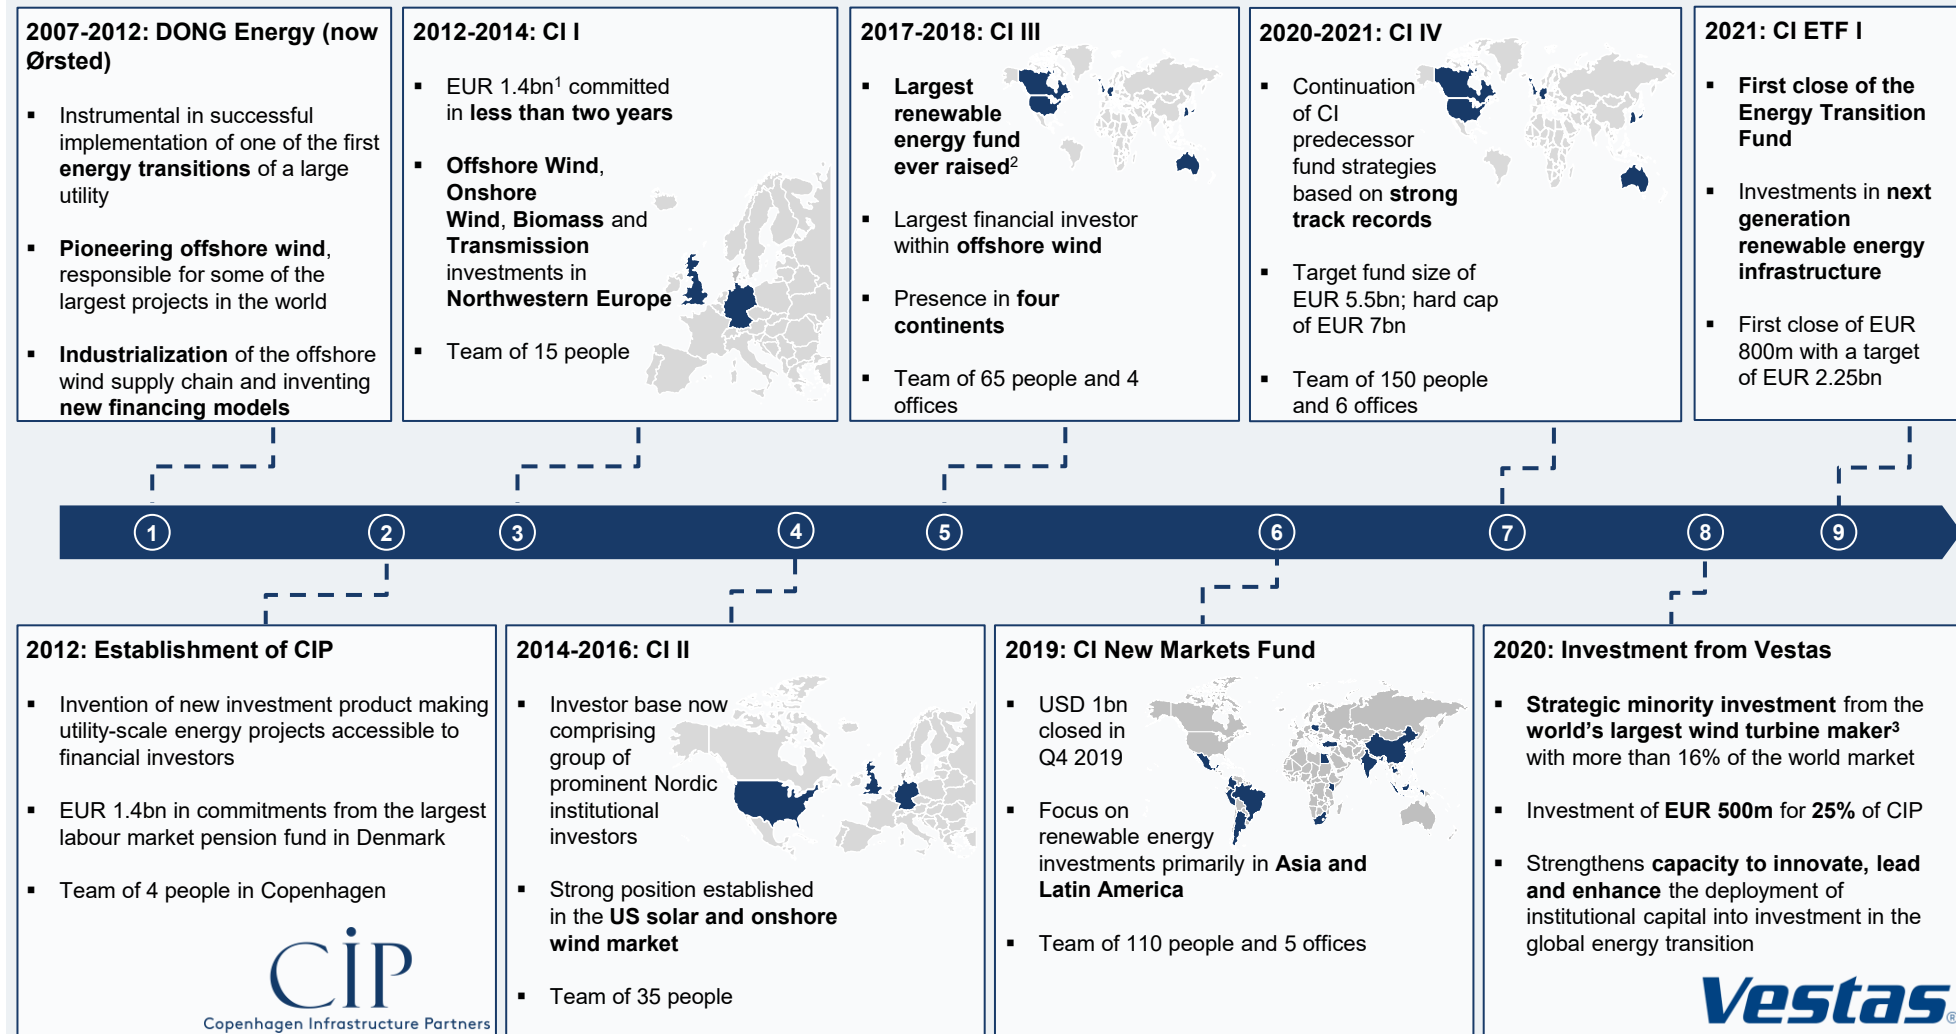 2007-2012: DONG Energy (now
Ørsted)
▪ Instrumental in successful
implementation of one of the first
energy transitions of a large
utility
▪ Pioneering offshore wind,
responsible for some of the
largest projects in the world
▪ Industrialization of the offshore
wind supply chain and inventing
new financing models
2012-2014: CI I
▪ EUR 1.4bn¹ committed
in less than two years
▪ Offshore Wind,
Onshore
Wind, Biomass and
Transmission
investments in
Northwestern Europe
▪ Team of 15 people
2017-2018: CI III
▪ Largest
renewable
energy fund
ever raised²
▪ Largest financial investor
within offshore wind
▪ Presence in four
continents
▪ Team of 65 people and 4
offices
2020-2021: CI IV
▪ Continuation
of CI
predecessor
fund strategies
based on strong
track records
▪ Target fund size of
EUR 5.5bn; hard cap
of EUR 7bn
▪ Team of 150 people
and 6 offices
2021: CI ETF I
▪ First close of the
Energy Transition
Fund
▪ Investments in next
generation
renewable energy
infrastructure
▪ First close of EUR
800m with a target
of EUR 2.25bn
1 2 3 4 5 6 7 8 9
2012: Establishment of CIP
▪ Invention of new investment product making
utility-scale energy projects accessible to
financial investors
▪ EUR 1.4bn in commitments from the largest
labour market pension fund in Denmark
▪ Team of 4 people in Copenhagen
CIP
Copenhagen Infrastructure Partners
2014-2016: CI II
▪ Investor base now
comprising
group of
prominent Nordic
institutional
investors
▪ Strong position established
in the US solar and onshore
wind market
▪ Team of 35 people
2019: CI New Markets Fund
▪ USD 1bn
closed in
Q4 2019
▪ Focus on
renewable energy
investments primarily in Asia and
Latin America
▪ Team of 110 people and 5 offices
2020: Investment from Vestas
▪ Strategic minority investment from the
world's largest wind turbine maker³
with more than 16% of the world market
▪ Investment of EUR 500m for 25% of CIP
▪ Strengthens capacity to innovate, lead
and enhance the deployment of
institutional capital into investment in the
global energy transition
Vestas®